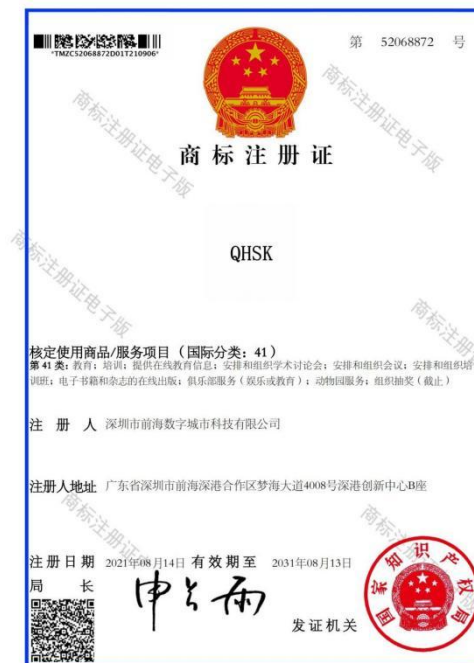 *TMZC52068872D01T210906*
第 52068872 号
商标注册证
QHSK
核定使用商品/服务项目（国际分类：41）
第 41 类：教育；培训；提供在线教育信息；安排和组织学术讨论会；安排和组织会议；安排和组织培
训班；电子书籍和杂志的在线出版；俱乐部服务（娱乐或教育）；动物园服务；组织抽奖（截止）
注 册 人 深圳市前海数字城市科技有限公司
注册人地址 广东省深圳市前海深港合作区梦海大道4008号深港创新中心B座
注册日期 2021年08月14日 有效期至 2031年08月13日
局 长 申长雨
发证机关
国家知识产权局
商标注册证电子版
商标注册证电子版
商标注册证电子版
商标注册证电子版
商标注册证电子版
商标注册证电子版